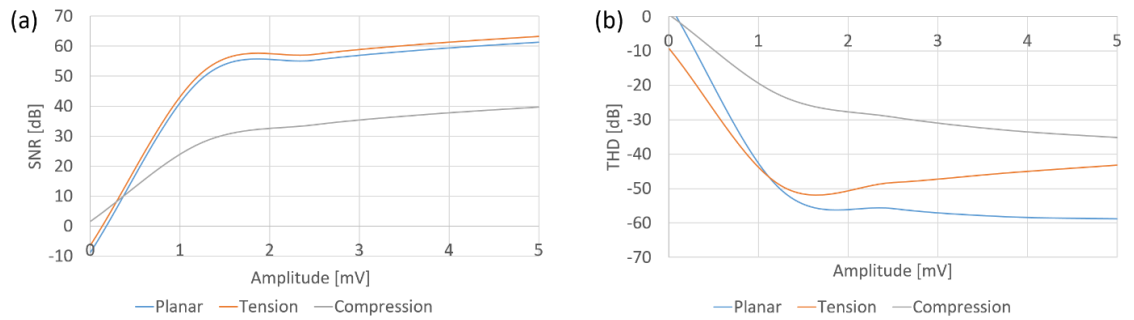 (a)
70
60
50
40
30
20
10
0
-10
SNR [dB]
0 1 2 3 4 5
Amplitude [mV]
Planar Tension Compression
(b)
0
-10
-20
-30
-40
-50
-60
-70
THD [dB]
0 1 2 3 4 5
Amplitude [mV]
Planar Tension Compression